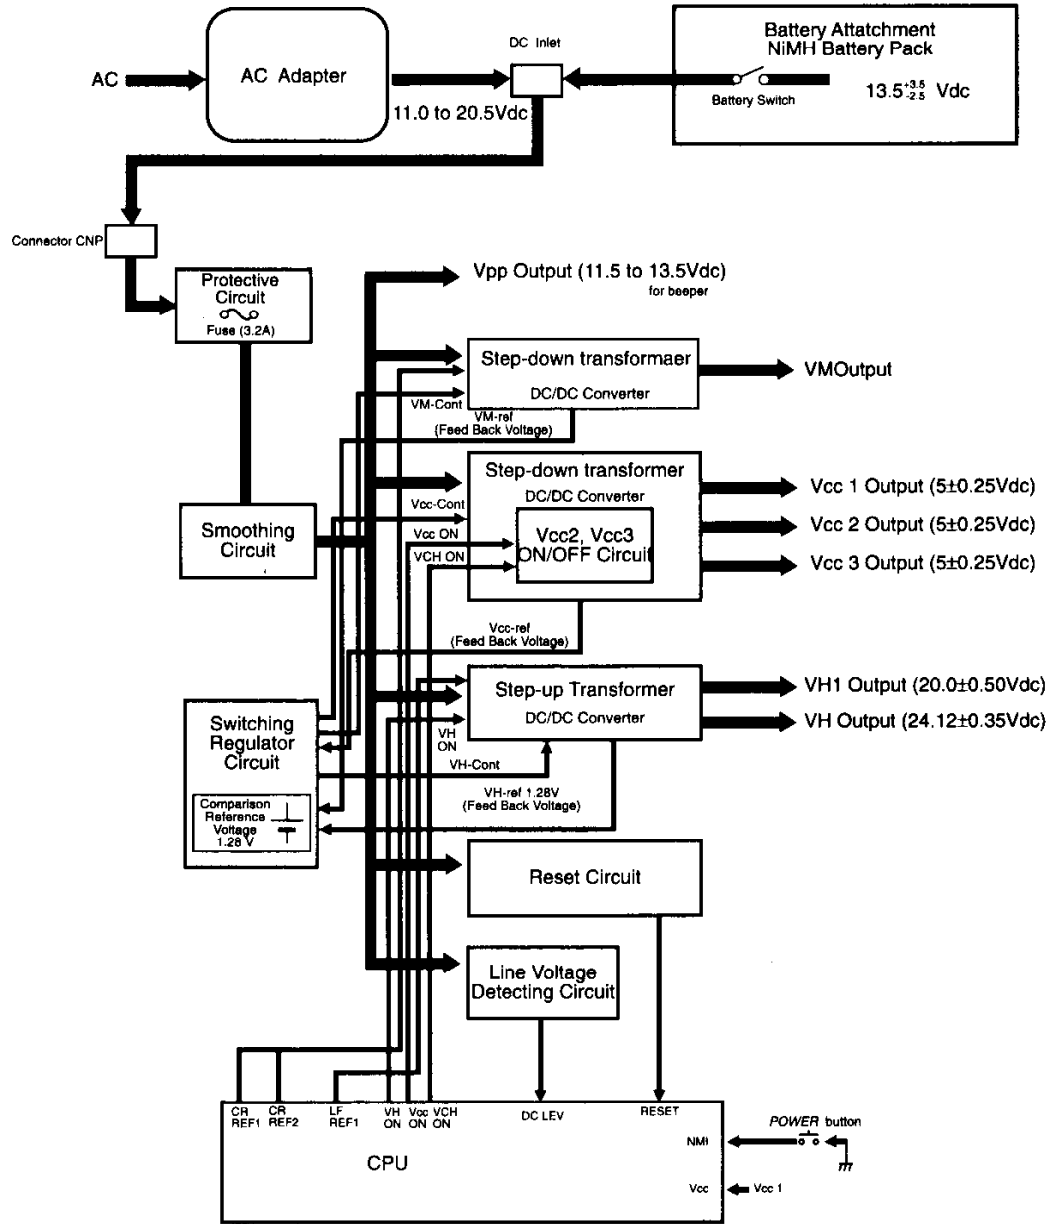 AC
AC Adapter
11.0 to 20.5Vdc
DC Inlet
Battery Attatchment
NiMH Battery Pack
Battery Switch
13.5+3.5-2.5 Vdc
Connector CNP
Protective
Circuit
Fuse (3.2A)
Vpp Output (11.5 to 13.5Vdc)
for beeper
Step-down transformaer
DC/DC Converter
VMOutput
VM-Cont
VM-ref
(Feed Back Voltage)
Smoothing
Circuit
Step-down transformer
DC/DC Converter
Vcc2, Vcc3
ON/OFF Circuit
Vcc-Cont
Vcc ON
VCH ON
Vcc 1 Output (5±0.25Vdc)
Vcc 2 Output (5±0.25Vdc)
Vcc 3 Output (5±0.25Vdc)
Vcc-ref
(Feed Back Voltage)
Step-up Transformer
DC/DC Converter
VH1 Output (20.0±0.50Vdc)
VH Output (24.12±0.35Vdc)
VH
ON
VH-Cont
VH-ref 1.28V
(Feed Back Voltage)
Switching
Regulator
Circuit
Comparison
Reference
Voltage
1.28 V
Reset Circuit
Line Voltage
Detecting Circuit
CR
REF1
CR
REF2
LF
REF1
VH
ON
Vcc
ON
VCH
ON
DC LEV
RESET
CPU
NMI
POWER button
Vcc
Vcc 1